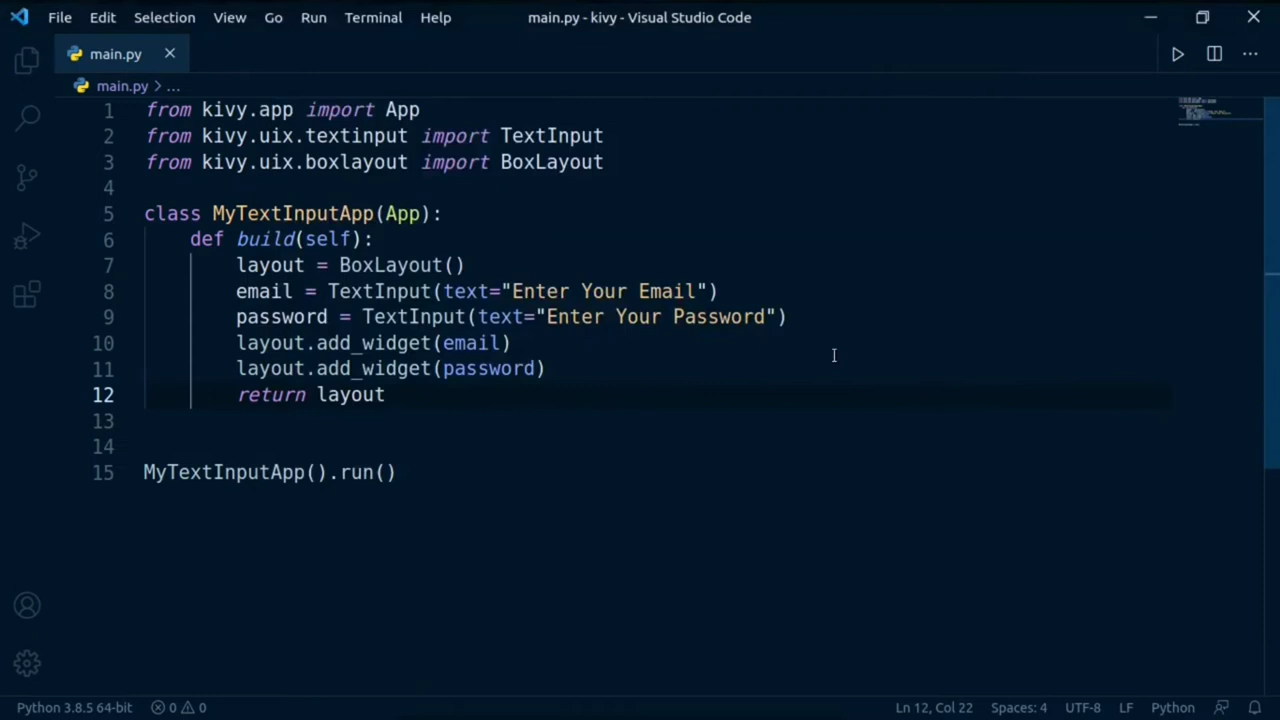 File Edit Selection View Go Run Terminal Help main.py - kivy - Visual Studio Code
main.py
main.py > ...
1 from kivy.app import App
2 from kivy.uix.textinput import TextInput
3 from kivy.uix.boxlayout import BoxLayout
4
5 class MyTextInputApp(App):
6     def build(self):
7         layout = BoxLayout()
8         email = TextInput(text="Enter Your Email")
9         password = TextInput(text="Enter Your Password")
10         layout.add_widget(email)
11         layout.add_widget(password)
12         return layout
13
14
15 MyTextInputApp().run()
Python 3.8.5 64-bit 0 0 Ln 12, Col 22 Spaces: 4 UTF-8 LF Python